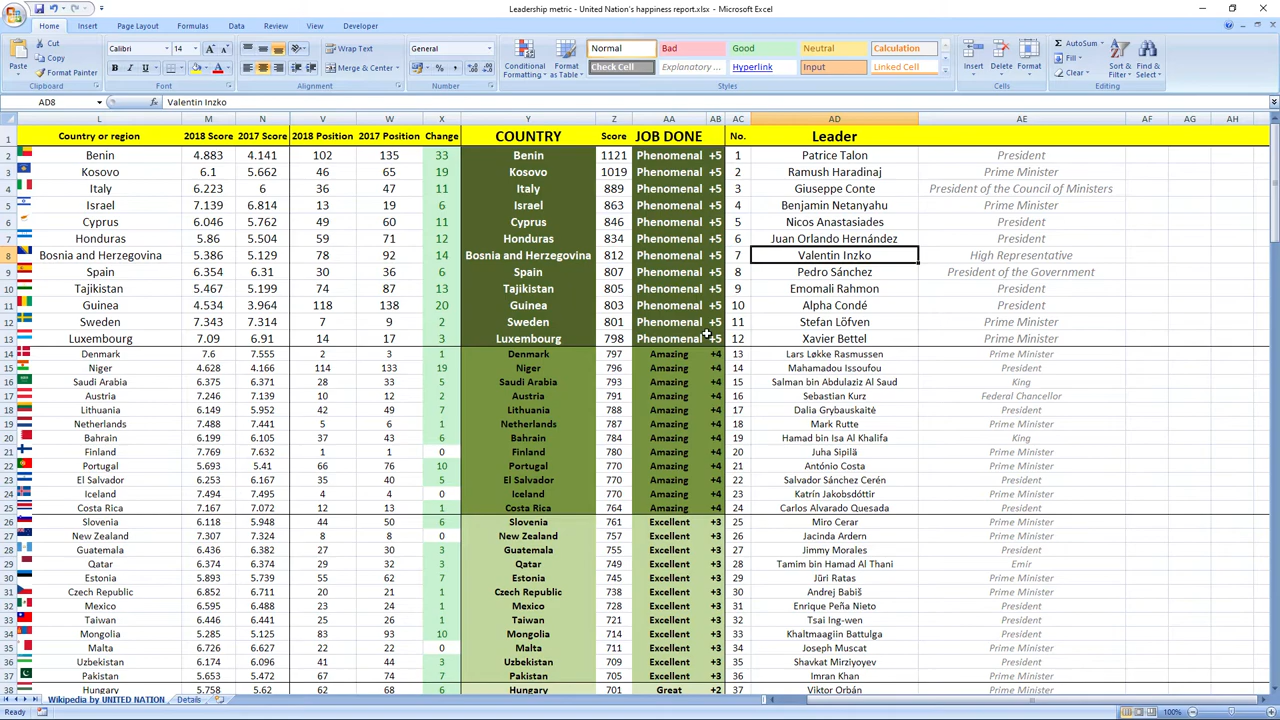 Leadership metric - United Nation's happiness report.xlsx - Microsoft Excel
Home Insert Page Layout Formulas Data Review View Developer
Cut Calibri 14 Wrap Text General Normal Bad Good Neutral Calculation AutoSum
Copy Fill
Paste Format Painter Merge & Center Conditional Formatting Format as Table Check Cell Explanatory ... Hyperlink Input Linked Cell Insert Delete Format Clear Sort & Filter Find & Select
Clipboard Font Alignment Number Styles Cells Editing
AD8 Valentin Inzko
L M N V W X Y Z AA AB AC AD AE AF AG AH
1 Country or region 2018 Score 2017 Score 2018 Position 2017 Position Change COUNTRY Score JOB DONE No. Leader
2 Benin 4.883 4.141 102 135 33 Benin 1121 Phenomenal +5 1 Patrice Talon President
3 Kosovo 6.1 5.662 46 65 19 Kosovo 1019 Phenomenal +5 2 Ramush Haradinaj Prime Minister
4 Italy 6.223 6 36 47 11 Italy 889 Phenomenal +5 3 Giuseppe Conte President of the Council of Ministers
5 Israel 7.139 6.814 13 19 6 Israel 863 Phenomenal +5 4 Benjamin Netanyahu Prime Minister
6 Cyprus 6.046 5.762 49 60 11 Cyprus 846 Phenomenal +5 5 Nicos Anastasiades President
7 Honduras 5.86 5.504 59 71 12 Honduras 834 Phenomenal +5 6 Juan Orlando Hernández President
8 Bosnia and Herzegovina 5.386 5.129 78 92 14 Bosnia and Herzegovina 812 Phenomenal +5 7 Valentin Inzko High Representative
9 Spain 6.354 6.31 30 36 6 Spain 807 Phenomenal +5 8 Pedro Sánchez President of the Government
10 Tajikistan 5.467 5.199 74 87 13 Tajikistan 805 Phenomenal +5 9 Emomali Rahmon President
11 Guinea 4.534 3.964 118 138 20 Guinea 803 Phenomenal +5 10 Alpha Condé President
12 Sweden 7.343 7.314 7 9 2 Sweden 801 Phenomenal +5 11 Stefan Löfven Prime Minister
13 Luxembourg 7.09 6.91 14 17 3 Luxembourg 798 Phenomenal +5 12 Xavier Bettel Prime Minister
14 Denmark 7.6 7.555 2 3 1 Denmark 797 Amazing +4 13 Lars Løkke Rasmussen Prime Minister
15 Niger 4.628 4.166 114 133 19 Niger 796 Amazing +4 14 Mahamadou Issoufou Prime Minister
16 Saudi Arabia 6.375 6.371 28 33 5 Saudi Arabia 793 Amazing +4 15 Salman bin Abdulaziz Al Saud King
17 Austria 7.246 7.139 10 12 2 Austria 791 Amazing +4 16 Sebastian Kurz Federal Chancellor
18 Lithuania 6.149 5.952 42 49 7 Lithuania 788 Amazing +4 17 Dalia Grybauskaitė President
19 Netherlands 7.488 7.441 5 6 1 Netherlands 787 Amazing +4 18 Mark Rutte Prime Minister
20 Bahrain 6.199 6.105 37 43 6 Bahrain 784 Amazing +4 19 Hamad bin Isa Al Khalifa King
21 Finland 7.769 7.632 1 1 0 Finland 780 Amazing +4 20 Juha Sipilä Prime Minister
22 Portugal 5.693 5.41 66 76 10 Portugal 770 Amazing +4 21 António Costa Prime Minister
23 El Salvador 6.253 6.167 35 40 5 El Salvador 770 Amazing +4 22 Salvador Sánchez Cerén President
24 Iceland 7.494 7.495 4 4 0 Iceland 770 Amazing +4 23 Katrín Jakobsdóttir Prime Minister
25 Costa Rica 7.167 7.072 12 13 1 Costa Rica 764 Amazing +4 24 Carlos Alvarado Quesada President
26 Slovenia 6.118 5.948 44 50 6 Slovenia 761 Excellent +3 25 Miro Cerar Prime Minister
27 New Zealand 7.307 7.324 8 8 0 New Zealand 757 Excellent +3 26 Jacinda Ardern Prime Minister
28 Guatemala 6.436 6.382 27 30 3 Guatemala 755 Excellent +3 27 Jimmy Morales President
29 Qatar 6.374 6.374 29 32 3 Qatar 749 Excellent +3 28 Tamim bin Hamad Al Thani Emir
30 Estonia 5.893 5.739 55 62 7 Estonia 745 Excellent +3 29 Jüri Ratas Prime Minister
31 Czech Republic 6.852 6.711 20 21 1 Czech Republic 738 Excellent +3 30 Andrej Babiš Prime Minister
32 Mexico 6.595 6.488 23 24 1 Mexico 728 Excellent +3 31 Enrique Peña Nieto President
33 Taiwan 6.446 6.441 25 26 1 Taiwan 721 Excellent +3 32 Tsai Ing-wen President
34 Mongolia 5.285 5.125 83 93 10 Mongolia 714 Excellent +3 33 Khaltmaagiin Battulga President
35 Malta 6.726 6.627 22 22 0 Malta 711 Excellent +3 34 Joseph Muscat Prime Minister
36 Uzbekistan 6.174 6.096 41 44 3 Uzbekistan 709 Excellent +3 35 Shavkat Mirziyoyev President
37 Pakistan 5.653 5.472 67 74 7 Pakistan 705 Excellent +3 36 Imran Khan Prime Minister
38 Hungary 5.758 5.62 62 68 6 Hungary 701 Great +2 37 Viktor Orbán Prime Minister
Wikipedia by UNITED NATION Details
Ready 100%